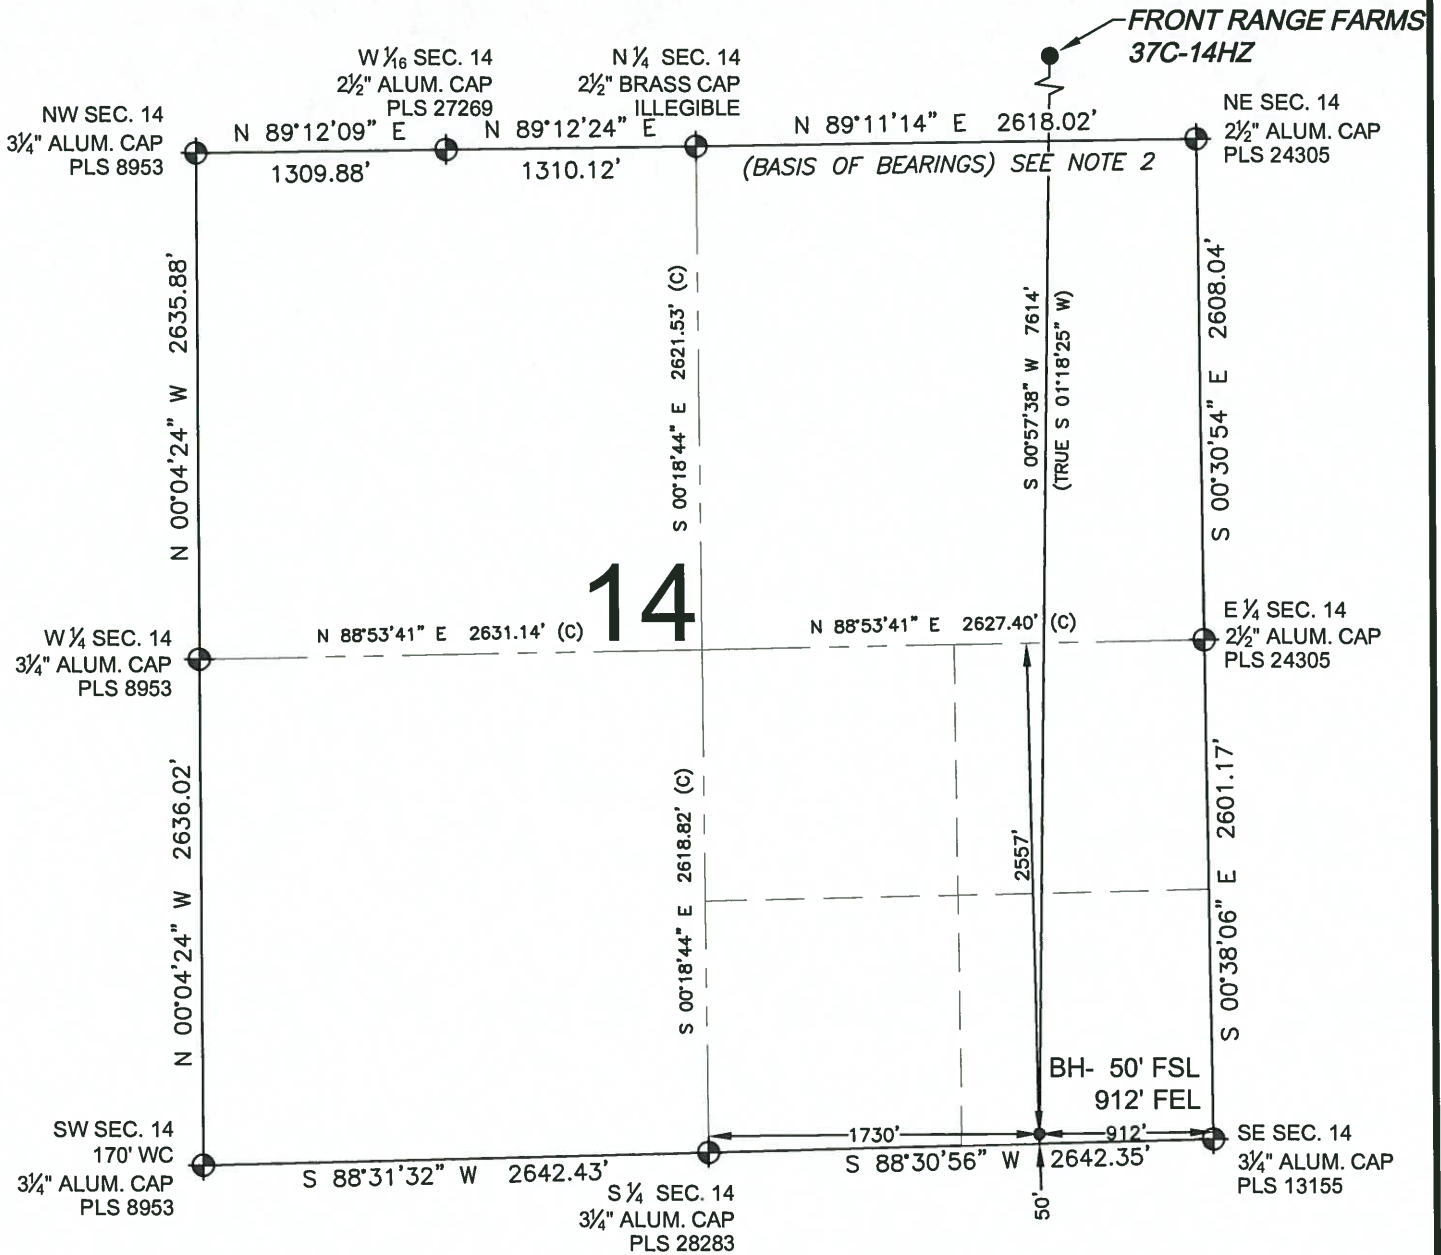 FRONT RANGE FARMS
37C-14HZ
W 1⁄16 SEC. 14
2½" ALUM. CAP
PLS 27269
N ¼ SEC. 14
2½" BRASS CAP
ILLEGIBLE
NW SEC. 14
3¼" ALUM. CAP
PLS 8953
NE SEC. 14
2½" ALUM. CAP
PLS 24305
N 89°12'09" E
1309.88'
N 89°12'24" E
1310.12'
N 89°11'14" E 2618.02'
(BASIS OF BEARINGS) SEE NOTE 2
N 00°04'24" W 2635.88'
S 00°18'44" E 2621.53' (C)
S 00°57'38" W 7614'
(TRUE S 01°18'25" W)
S 00°30'54" E 2608.04'
14
W ¼ SEC. 14
3¼" ALUM. CAP
PLS 8953
N 88°53'41" E 2631.14' (C)
N 88°53'41" E 2627.40' (C)
E ¼ SEC. 14
2½" ALUM. CAP
PLS 24305
N 00°04'24" W 2636.02'
S 00°18'44" E 2618.82' (C)
2557'
S 00°38'06" E 2601.17'
BH- 50' FSL
912' FEL
SW SEC. 14
170' WC
3¼" ALUM. CAP
PLS 8953
1730'
912'
SE SEC. 14
3¼" ALUM. CAP
PLS 13155
S 88°31'32" W 2642.43'
S 88°30'56" W 2642.35'
50'
S ¼ SEC. 14
3¼" ALUM. CAP
PLS 28283